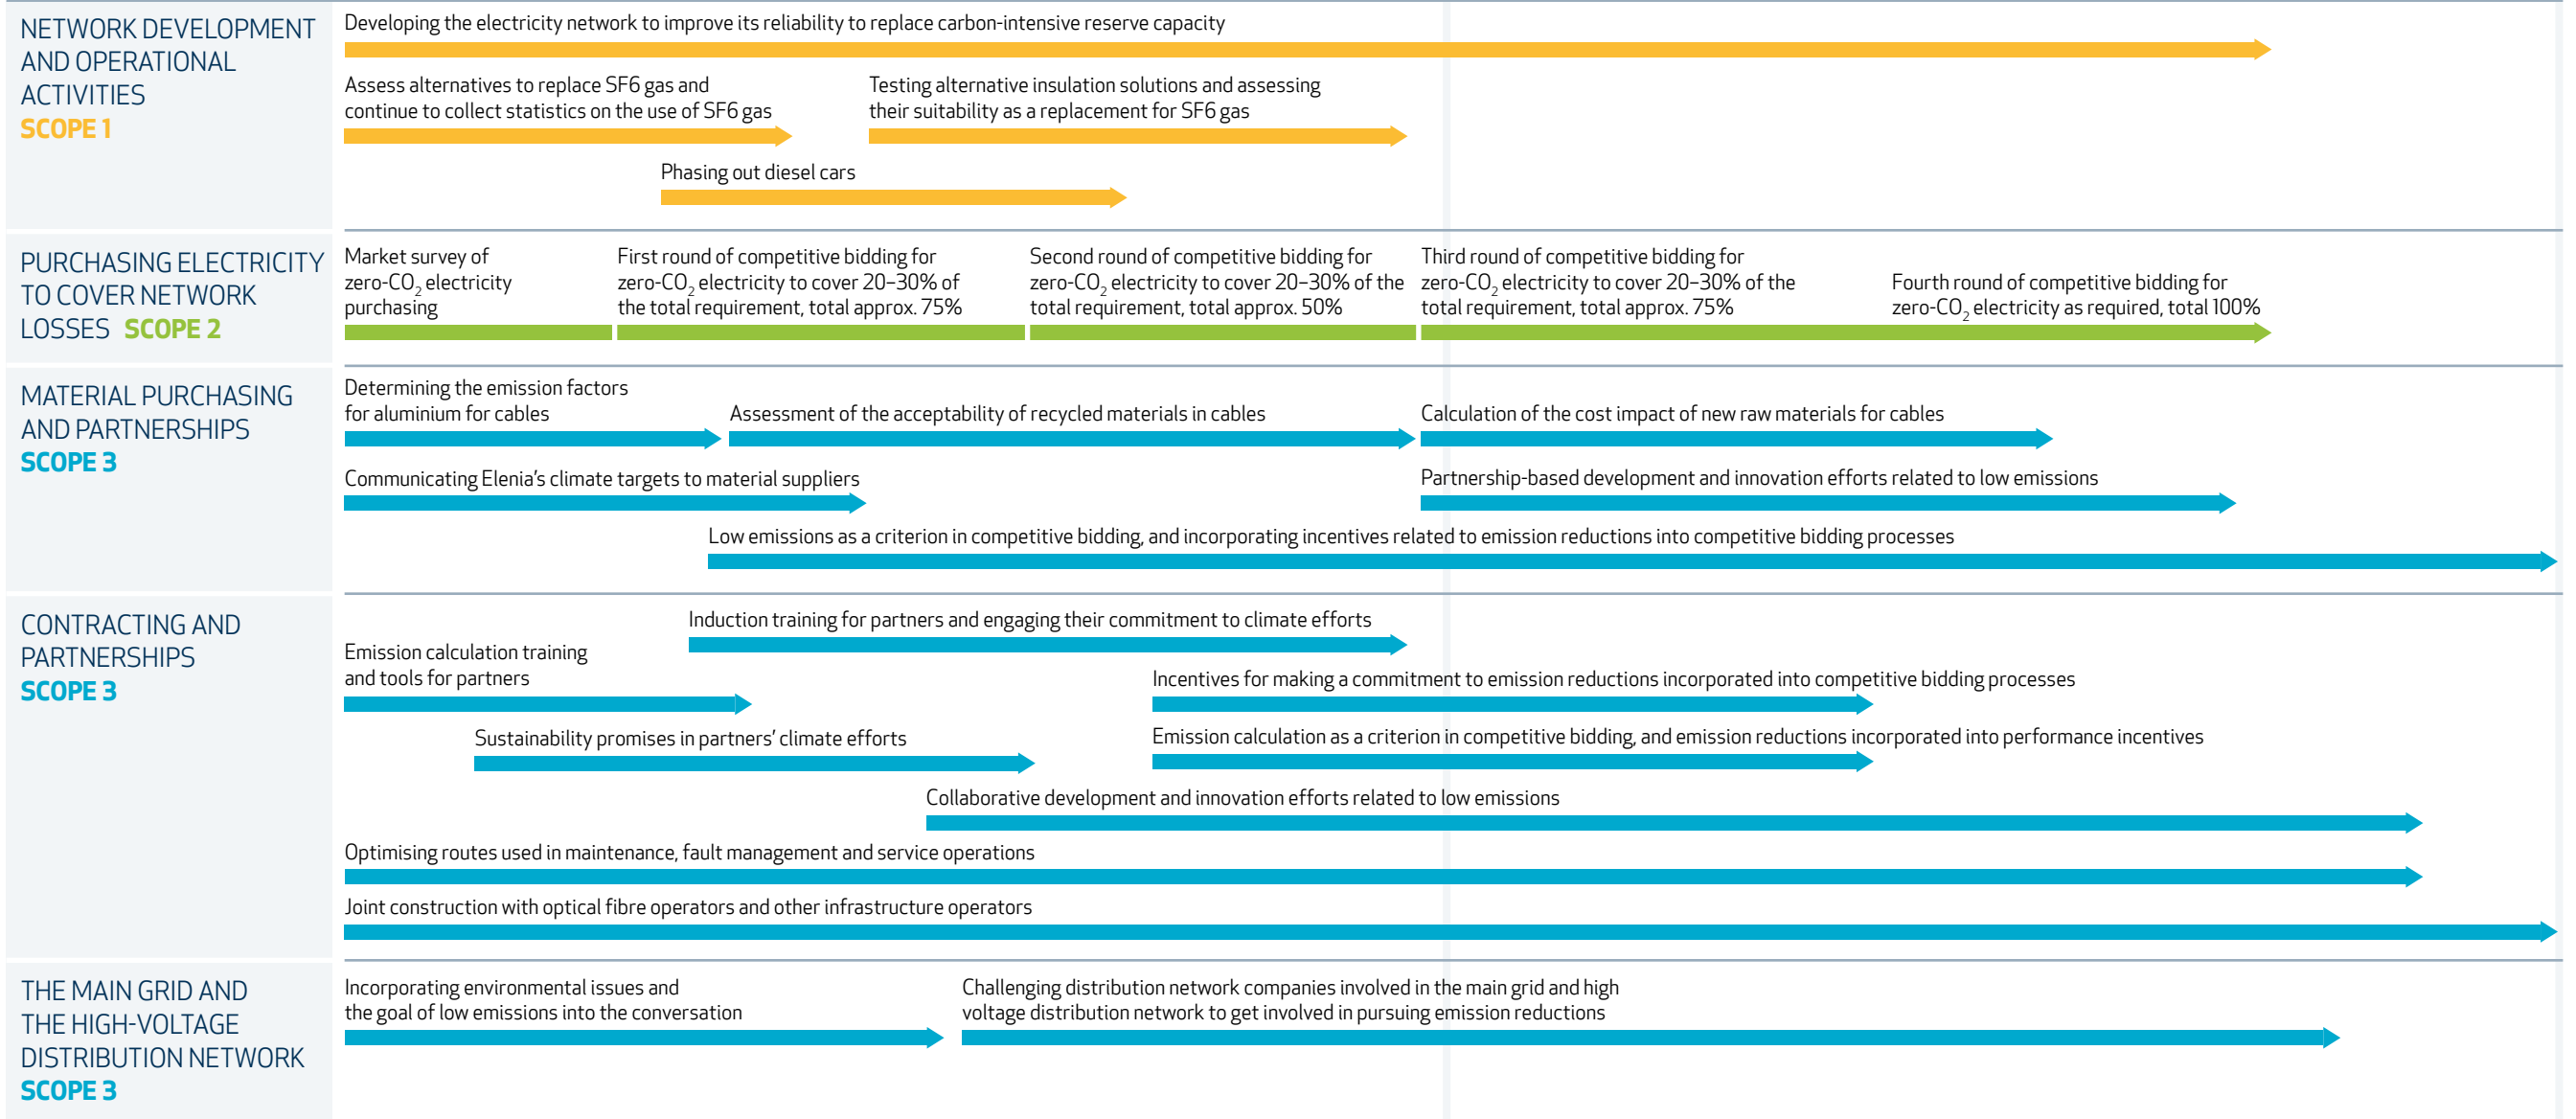 NETWORK DEVELOPMENT
AND OPERATIONAL
ACTIVITIES
SCOPE 1
Developing the electricity network to improve its reliability to replace carbon-intensive reserve capacity
Assess alternatives to replace SF6 gas and
continue to collect statistics on the use of SF6 gas
Testing alternative insulation solutions and assessing
their suitability as a replacement for SF6 gas
Phasing out diesel cars
PURCHASING ELECTRICITY
TO COVER NETWORK
LOSSES SCOPE 2
Market survey of
zero-CO₂ electricity
purchasing
First round of competitive bidding for
zero-CO₂ electricity to cover 20–30% of
the total requirement, total approx. 75%
Second round of competitive bidding for
zero-CO₂ electricity to cover 20–30% of the
total requirement, total approx. 50%
Third round of competitive bidding for
zero-CO₂ electricity to cover 20–30% of the
total requirement, total approx. 75%
Fourth round of competitive bidding for
zero-CO₂ electricity as required, total 100%
MATERIAL PURCHASING
AND PARTNERSHIPS
SCOPE 3
Determining the emission factors
for aluminium for cables
Assessment of the acceptability of recycled materials in cables
Calculation of the cost impact of new raw materials for cables
Communicating Elenia’s climate targets to material suppliers
Partnership-based development and innovation efforts related to low emissions
Low emissions as a criterion in competitive bidding, and incorporating incentives related to emission reductions into competitive bidding processes
CONTRACTING AND
PARTNERSHIPS
SCOPE 3
Induction training for partners and engaging their commitment to climate efforts
Emission calculation training
and tools for partners
Incentives for making a commitment to emission reductions incorporated into competitive bidding processes
Sustainability promises in partners’ climate efforts
Emission calculation as a criterion in competitive bidding, and emission reductions incorporated into performance incentives
Collaborative development and innovation efforts related to low emissions
Optimising routes used in maintenance, fault management and service operations
Joint construction with optical fibre operators and other infrastructure operators
THE MAIN GRID AND
THE HIGH-VOLTAGE
DISTRIBUTION NETWORK
SCOPE 3
Incorporating environmental issues and
the goal of low emissions into the conversation
Challenging distribution network companies involved in the main grid and high
voltage distribution network to get involved in pursuing emission reductions